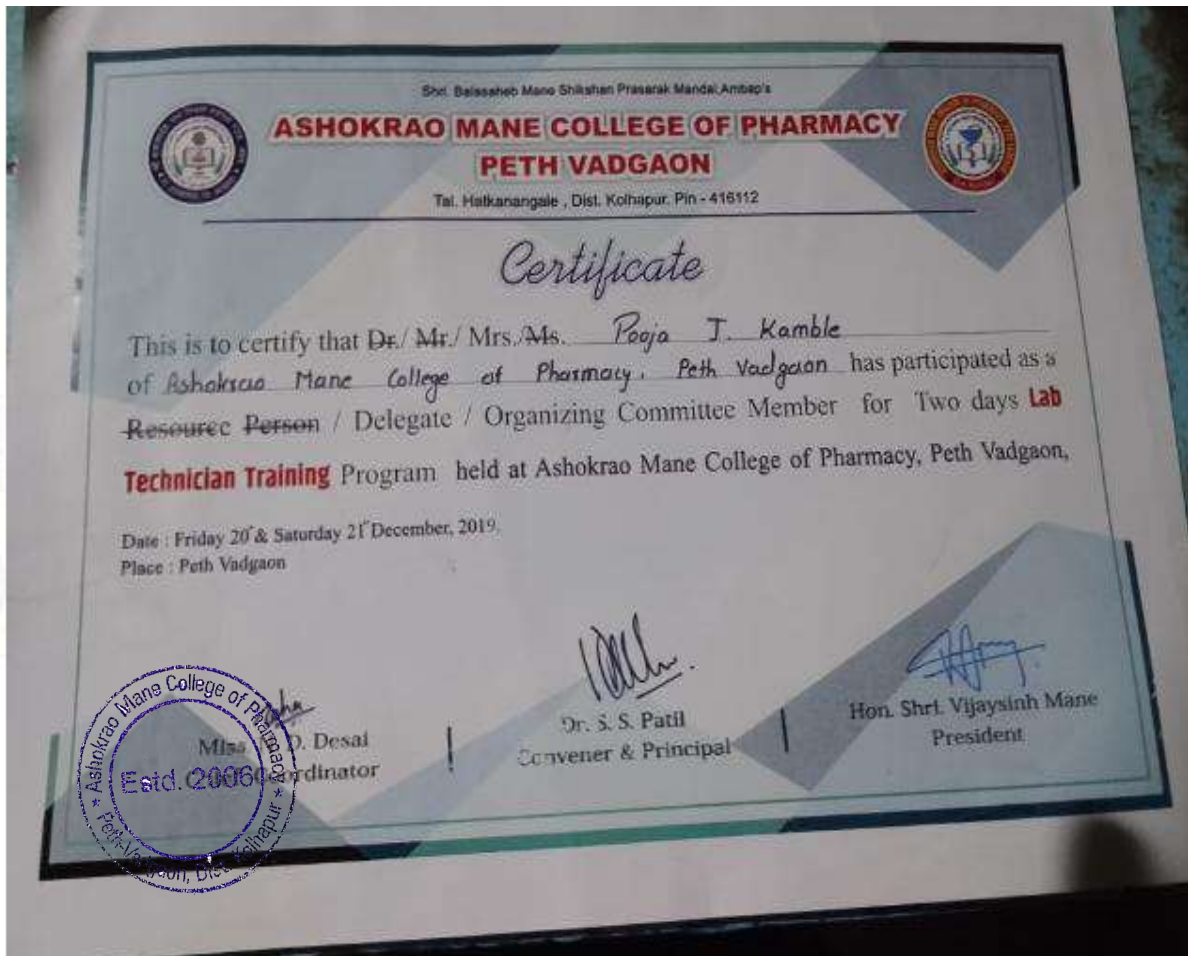 Shri. Balasaheb Mane Shikshan Prasarak Mandal, Ambap's
ASHOKRAO MANE COLLEGE OF PHARMACY
PETH VADGAON
Tal. Hatkanangale , Dist. Kolhapur. Pin - 416112
Certificate
This is to certify that Dr./ Mr./ Mrs./Ms. Pooja J. Kamble
of Ashokrao Mane College of Pharmacy, Peth Vadgaon has participated as a
Resource Person / Delegate / Organizing Committee Member for Two days Lab
Technician Training Program held at Ashokrao Mane College of Pharmacy, Peth Vadgaon,
Date : Friday 20 & Saturday 21 December, 2019.
Place : Peth Vadgaon
Miss D. Desai
Coordinator
Ashokrao Mane College of Pharmacy
Estd. 2006
Peth-Vadgaon, Dist. Kolhapur
Dr. S. S. Patil
Convener & Principal
Hon. Shri. Vijaysinh Mane
President